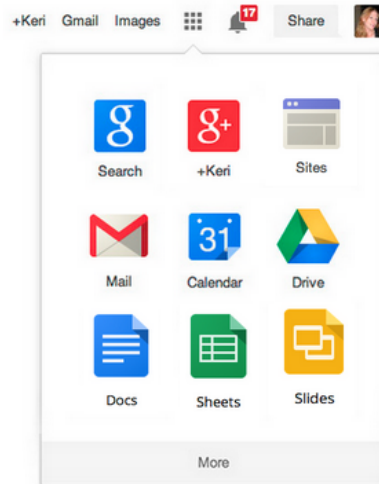 +Keri Gmail Images 17 Share
g g+
Search +Keri Sites
31
Mail Calendar Drive
Docs Sheets Slides
More